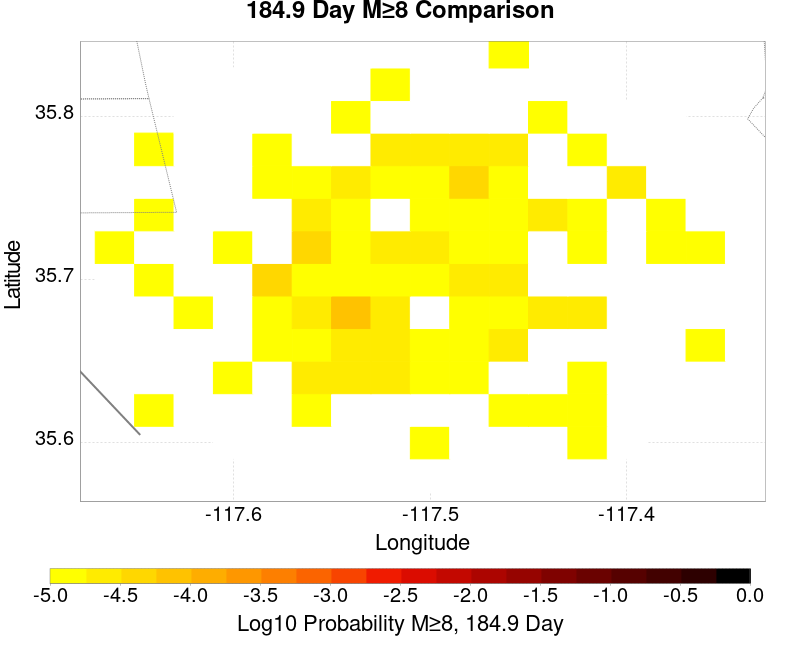 184.9 Day M≥8 Comparison
35.8
35.7
35.6
Latitude
-117.6 -117.5 -117.4
Longitude
-5.0 -4.5 -4.0 -3.5 -3.0 -2.5 -2.0 -1.5 -1.0 -0.5 0.0
Log10 Probability M≥8, 184.9 Day